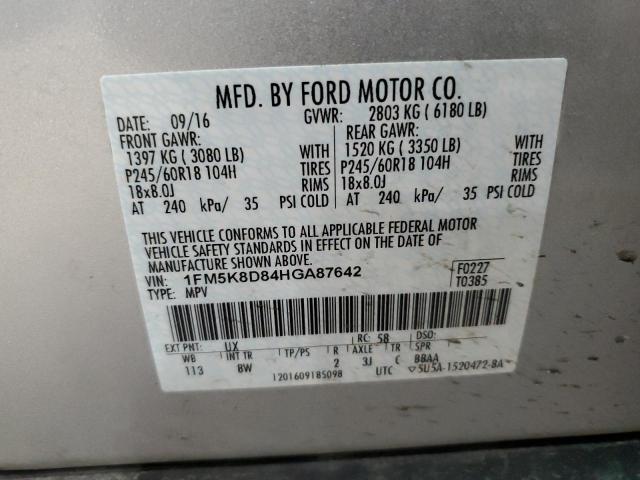 MFD. BY FORD MOTOR CO.
DATE: 09/16 GVWR: 2803 KG ( 6180 LB)
FRONT GAWR: REAR GAWR:
1397 KG ( 3080 LB) WITH 1520 KG ( 3350 LB) WITH
P245/60R18 104H TIRES P245/60R18 104H TIRES
18x8.0J RIMS 18x8.0J RIMS
AT 240 kPa/ 35 PSI COLD AT 240 kPa/ 35 PSI COLD
THIS VEHICLE CONFORMS TO ALL APPLICABLE FEDERAL MOTOR
VEHICLE SAFETY STANDARDS IN EFFECT ON THE DATE OF
MANUFACTURE SHOWN ABOVE.
VIN: 1FM5K8D84HGA87642 F0227
TYPE: MPV T0385
EXT PNT: UX RC: 58 DSO:
WB INT TR TP/PS R AXLE TR SPR
113 8W 2 3J C BBAA
1201609185098 UTC ▽5U5A-1520472-BA